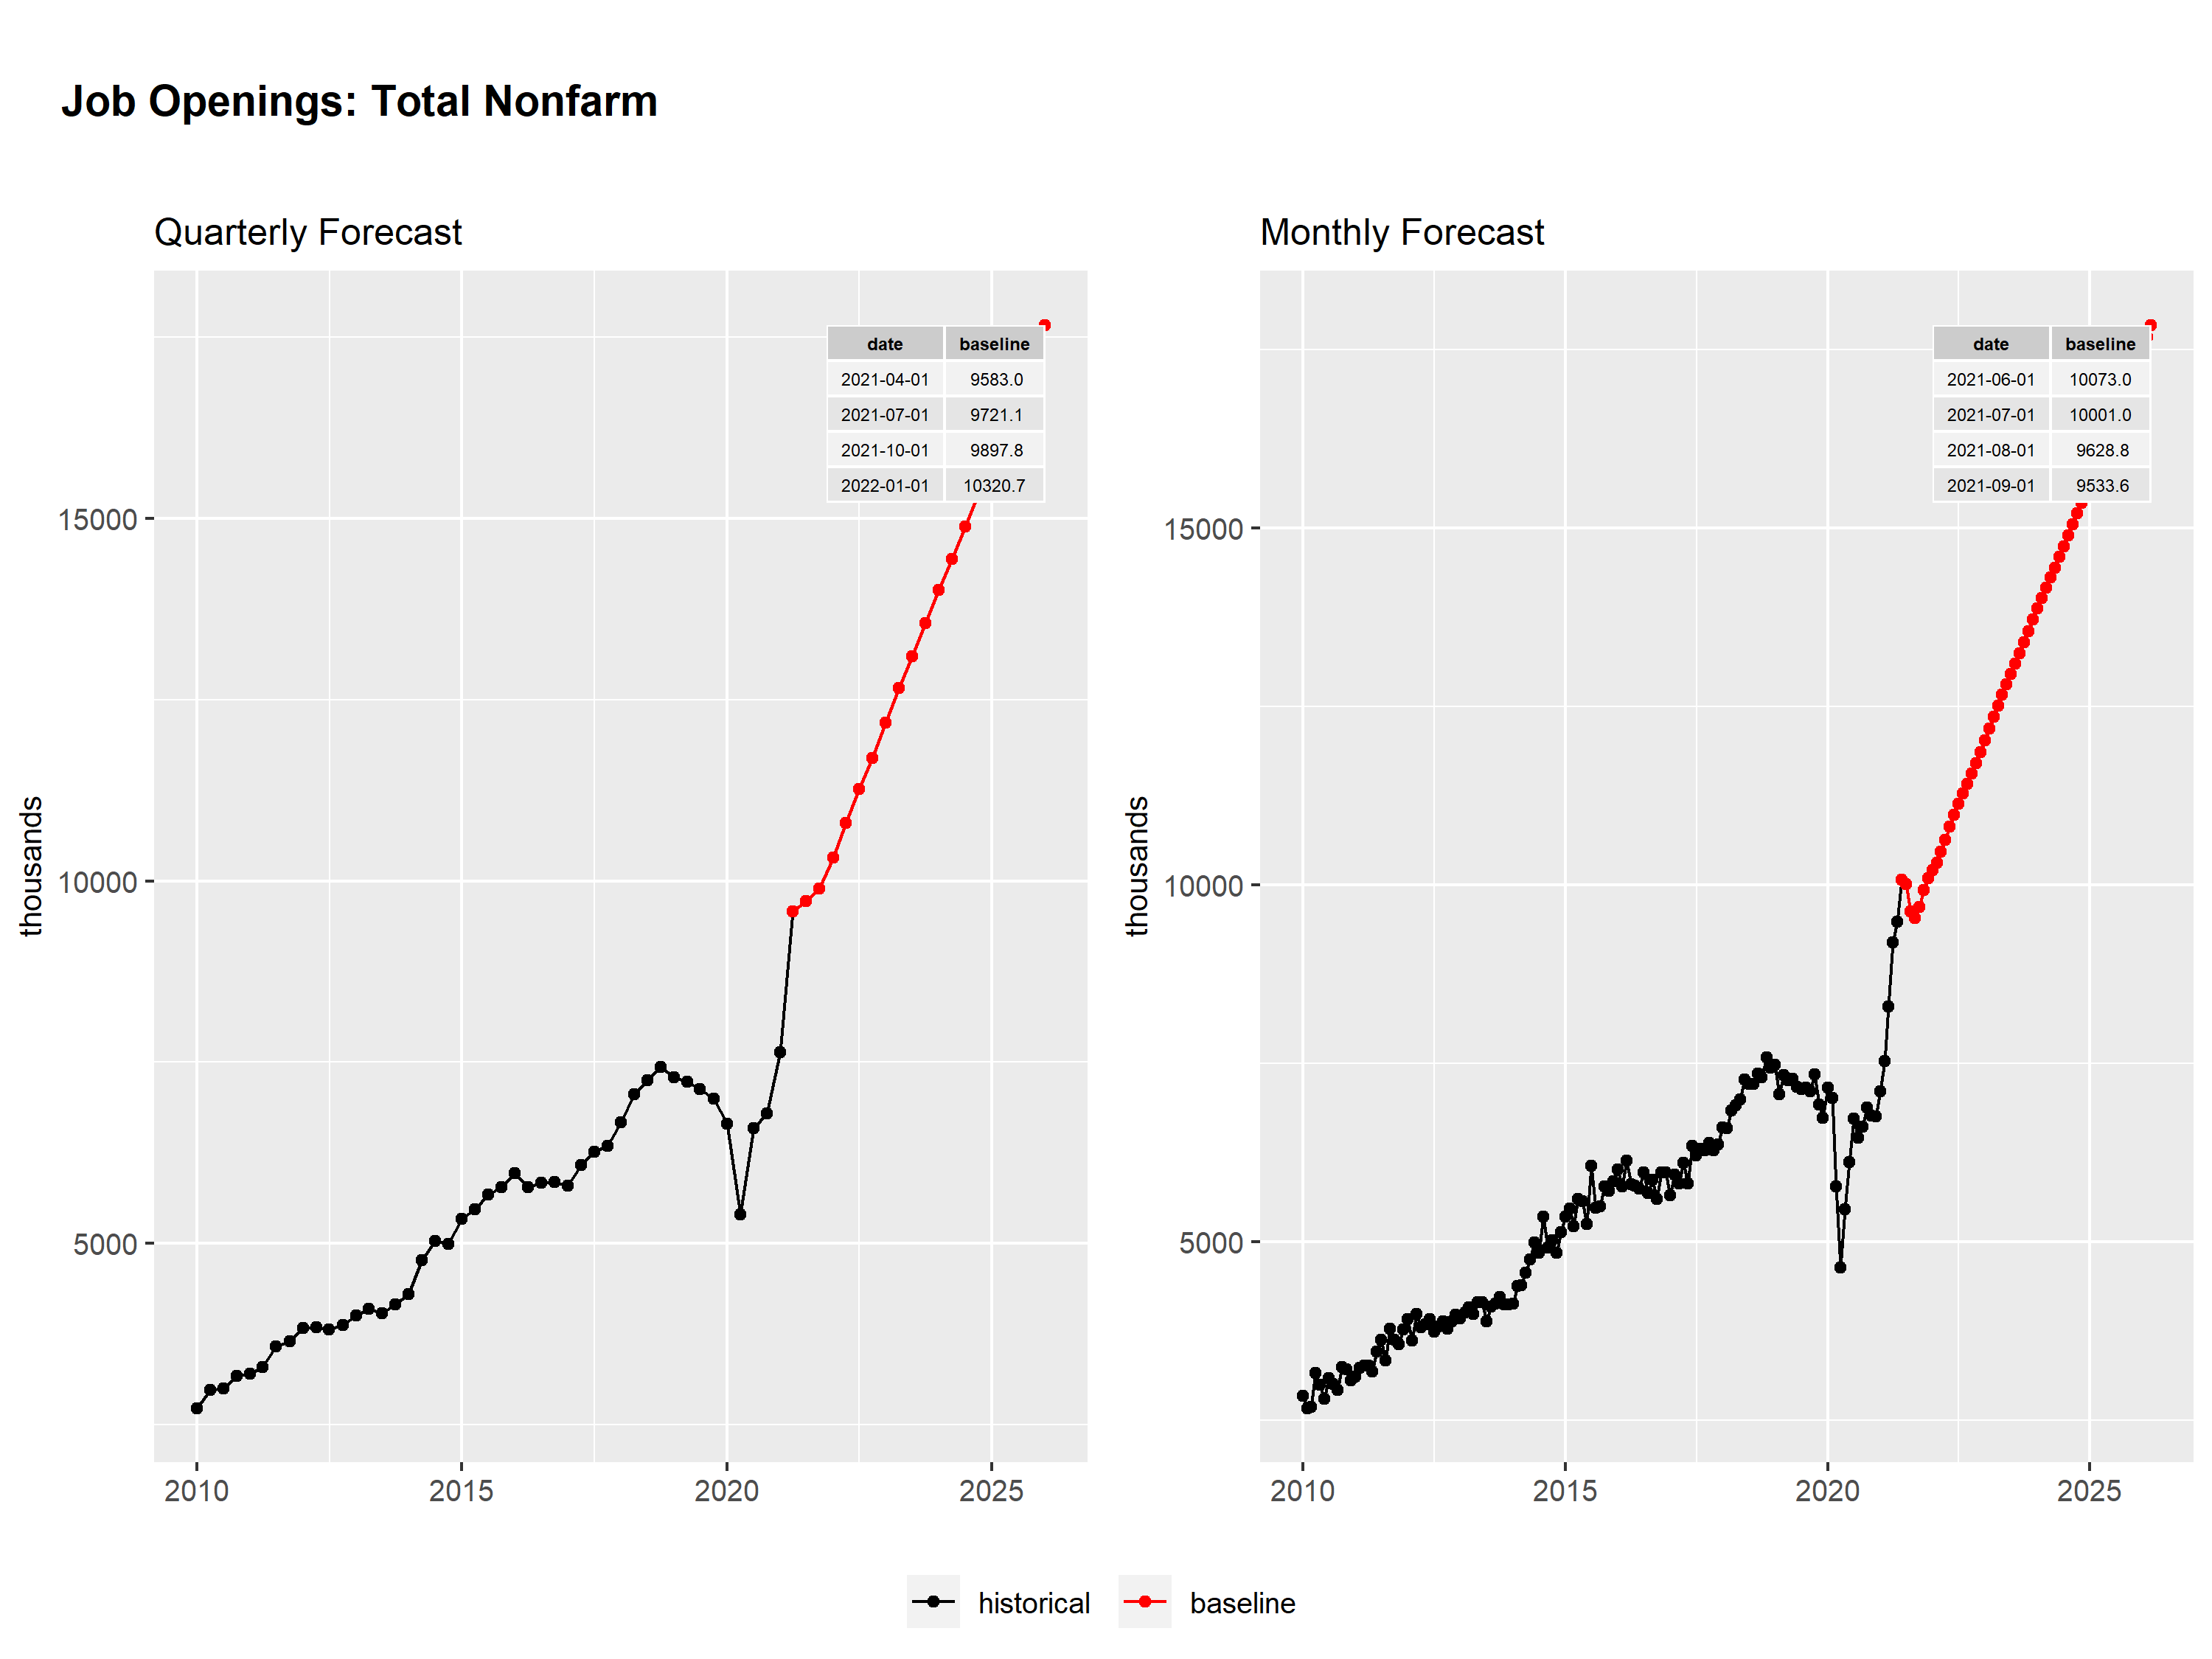 Job Openings: Total Nonfarm
Quarterly Forecast
thousands
15000
10000
5000
2010 2015 2020 2025
date baseline
2021-04-01 9583.0
2021-07-01 9721.1
2021-10-01 9897.8
2022-01-01 10320.7
Monthly Forecast
thousands
15000
10000
5000
2010 2015 2020 2025
date baseline
2021-06-01 10073.0
2021-07-01 10001.0
2021-08-01 9628.8
2021-09-01 9533.6
historical baseline